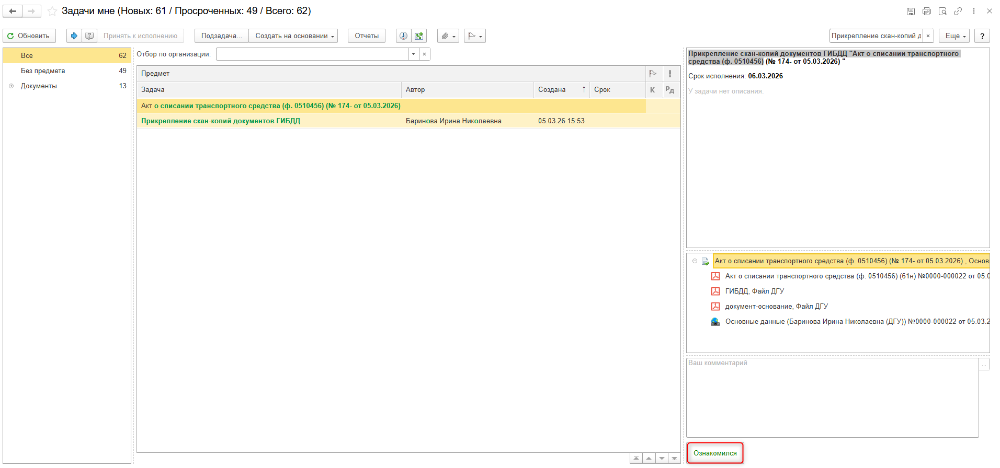 Задачи мне (Новых: 61 / Просроченных: 49 / Всего: 62)
Обновить
Принять к исполнению
Подзадача...
Создать на основании
Отчеты
Прикрепление скан-копий д
×
Еще
?
Все 62
Без предмета 49
Документы 13
Отбор по организации:
×
Предмет
Задача Автор Создана ↑ Срок К Рд
Акт о списании транспортного средства (ф. 0510456) (№ 174- от 05.03.2026)
Прикрепление скан-копий документов ГИБДД Баринова Ирина Николаевна 05.03.26 15:53
Прикрепление скан-копий документов ГИБДД "Акт о списании транспортного
средства (ф. 0510456) (№ 174- от 05.03.2026) "
Срок исполнения: 06.03.2026
У задачи нет описания.
Акт о списании транспортного средства (ф. 0510456) (№ 174- от 05.03.2026) , Основ
Акт о списании транспортного средства (ф. 0510456) (61н) №0000-000022 от 05.0
ГИБДД, Файл ДГУ
документ-основание, Файл ДГУ
Основные данные (Баринова Ирина Николаевна (ДГУ)) №0000-000022 от 05.03.2
Ваш комментарий
...
Ознакомился